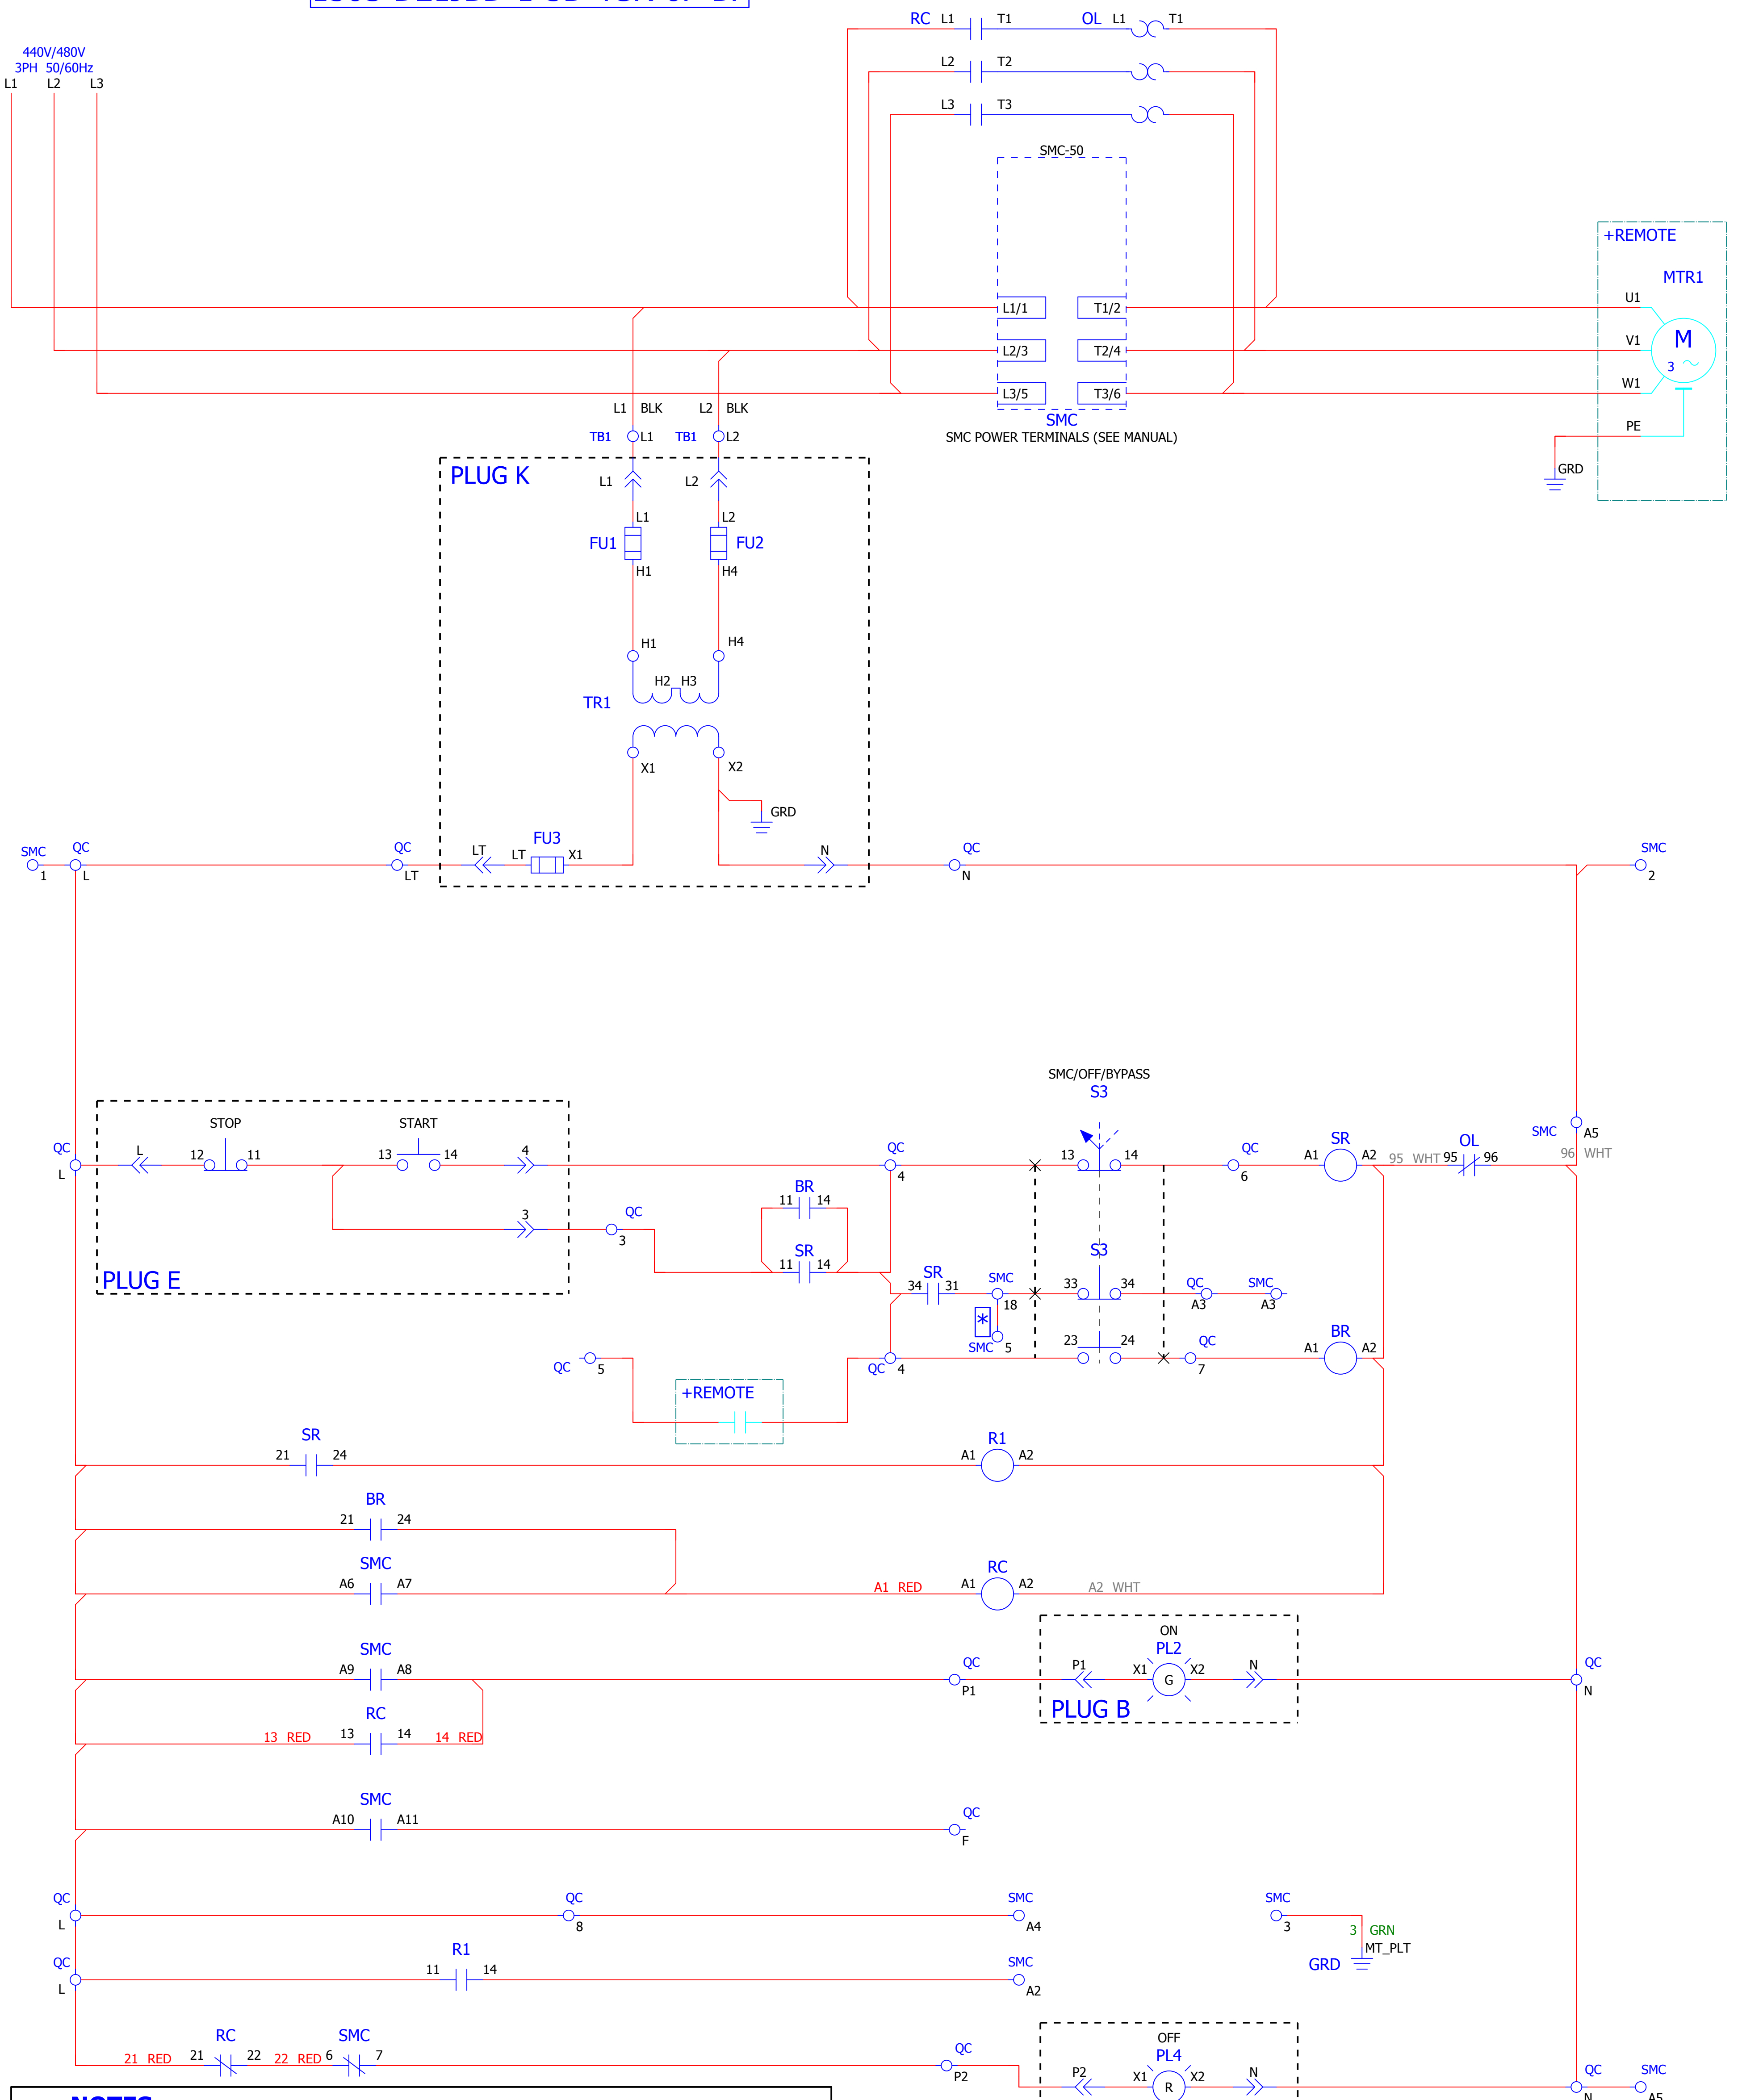 440V/480V
3PH 50/60Hz
L1 L2 L3
RC L1 T1 OL L1 T1
L2 T2
L3 T3
SMC-50
+REMOTE
MTR1
L1/1 T1/2 U1
M
3
L2/3 T2/4 V1
L3/5 T3/6 W1
SMC
SMC POWER TERMINALS (SEE MANUAL)
PE
GRD
L1 BLK L2 BLK
TB1 L1 TB1 L2
PLUG K
L1 L2
L1 L2
FU1 FU2
H1 H4
H1 H4
H2 H3
TR1
X1 X2
GRD
FU3
SMC QC QC LT LT X1 N QC SMC
1 L LT N 2
SMC/OFF/BYPASS
S3
STOP START
QC L 12 11 13 14 4 QC 13 14 QC SR OL SMC A5
L 4 6 A1 A2 95 WHT 95 96 96 WHT
BR
11 14
3 QC
3
SR
11 14
PLUG E
S3
SR
34 31 SMC 33 34 QC SMC
18 A3 A3
*
SMC 5 23 24 QC BR
QC 5 QC 4 7 A1 A2
+REMOTE
SR R1
21 24 A1 A2
BR
21 24
SMC RC
A6 A7 A1 RED A1 A2 A2 WHT
ON
SMC PL2
A9 A8 QC P1 X1 G X2 N QC
P1 N
PLUG B
RC
13 RED 13 14 14 RED
SMC
A10 A11 QC
F
QC QC SMC SMC
L 8 A4 3
3 GRN
MT_PLT
GRD
QC R1 SMC
L 11 14 A2
OFF
RC SMC PL4
21 RED 21 22 22 RED 6 7 QC P2 X1 R X2 N QC SMC
P2 N A5
NOTES